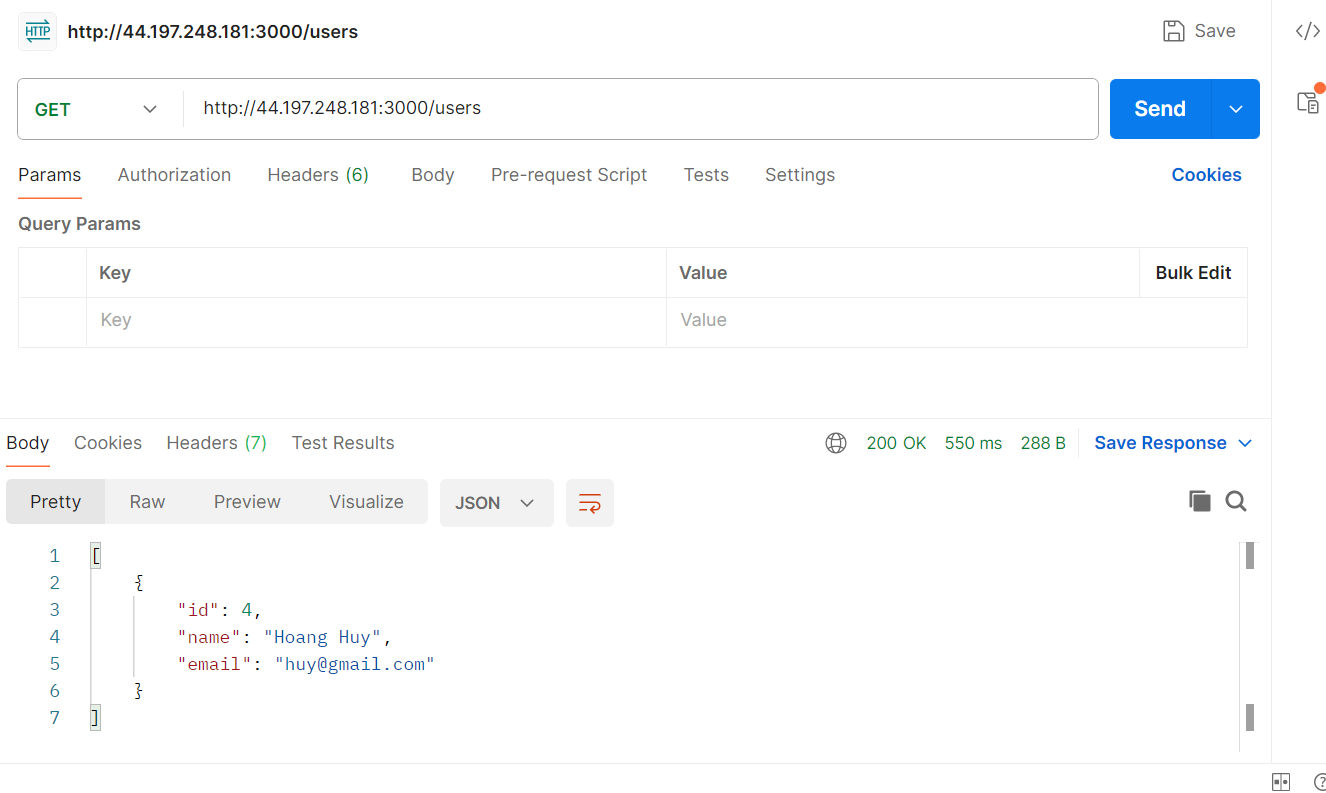 HTTP http://44.197.248.181:3000/users Save
GET http://44.197.248.181:3000/users Send
Params Authorization Headers (6) Body Pre-request Script Tests Settings Cookies
Query Params
Key Value Bulk Edit
Key Value
Body Cookies Headers (7) Test Results 200 OK 550 ms 288 B Save Response
Pretty Raw Preview Visualize JSON
1 [
2 {
3 "id": 4,
4 "name": "Hoang Huy",
5 "email": "huy@gmail.com"
6 }
7 ]